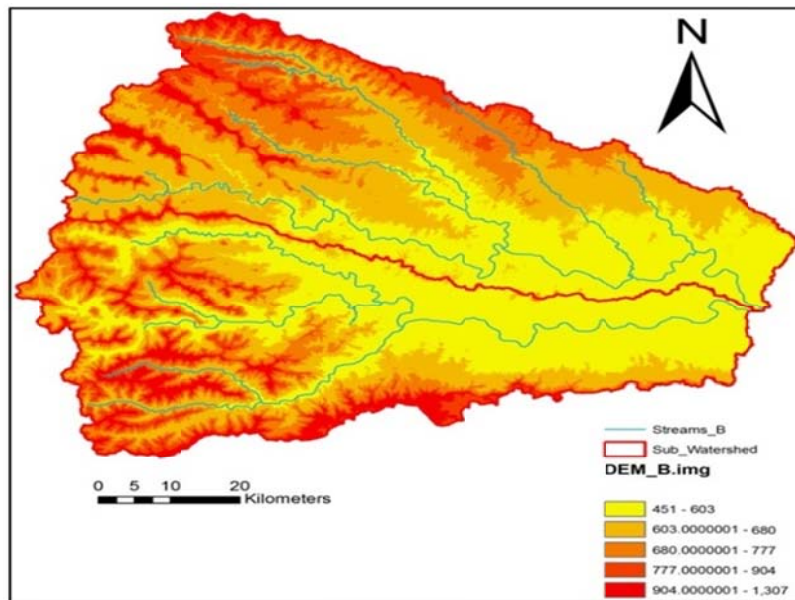 N
Streams_B
Sub_Watershed
DEM_B.img
0 5 10 20
Kilometers
451 - 603
603.0000001 - 680
680.0000001 - 777
777.0000001 - 904
904.0000001 - 1,307